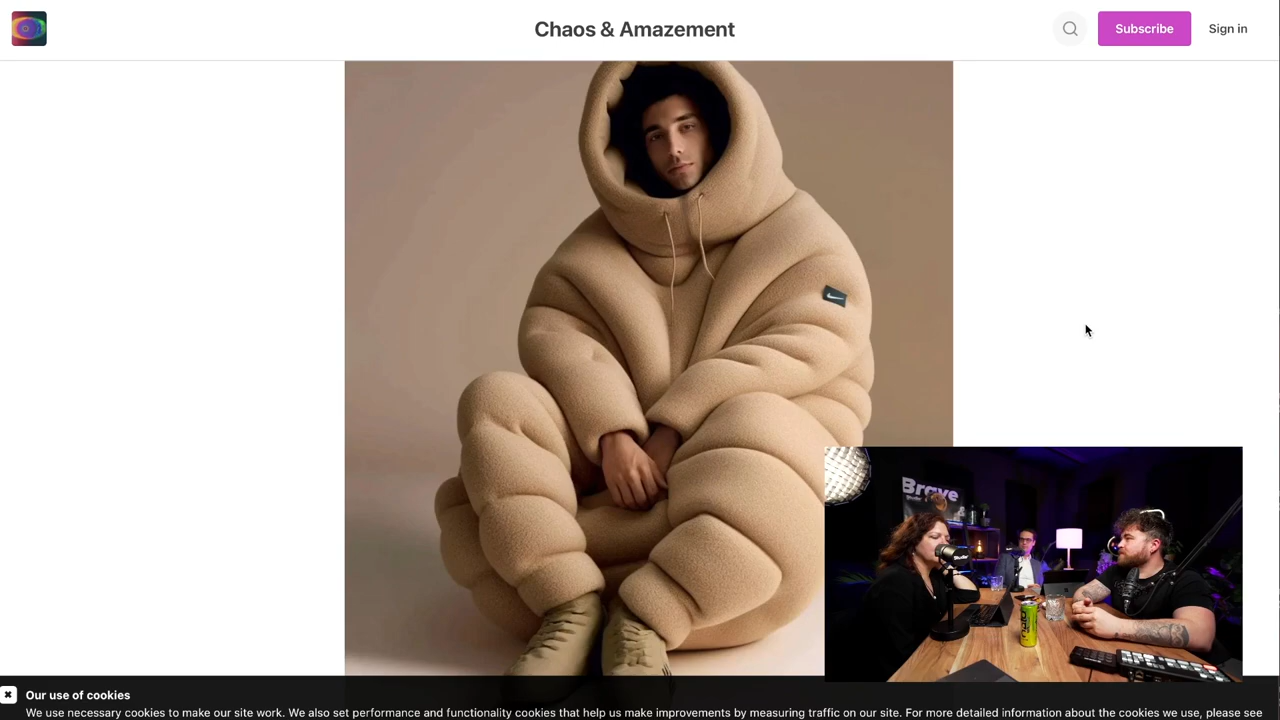 Chaos & Amazement
Subscribe
Sign in
Brave
Our use of cookies
We use necessary cookies to make our site work. We also set performance and functionality cookies that help us make improvements by measuring traffic on our site. For more detailed information about the cookies we use, please see